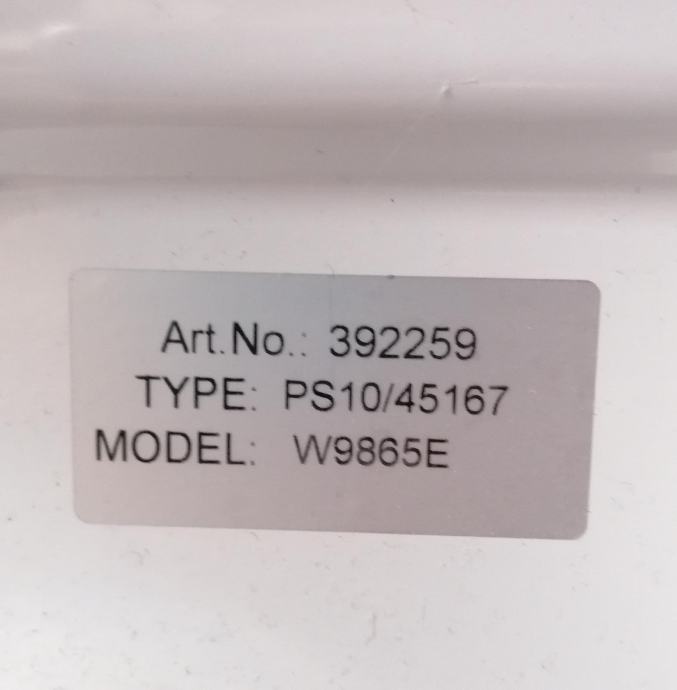 Art.No.: 392259
TYPE: PS10/45167
MODEL: W9865E